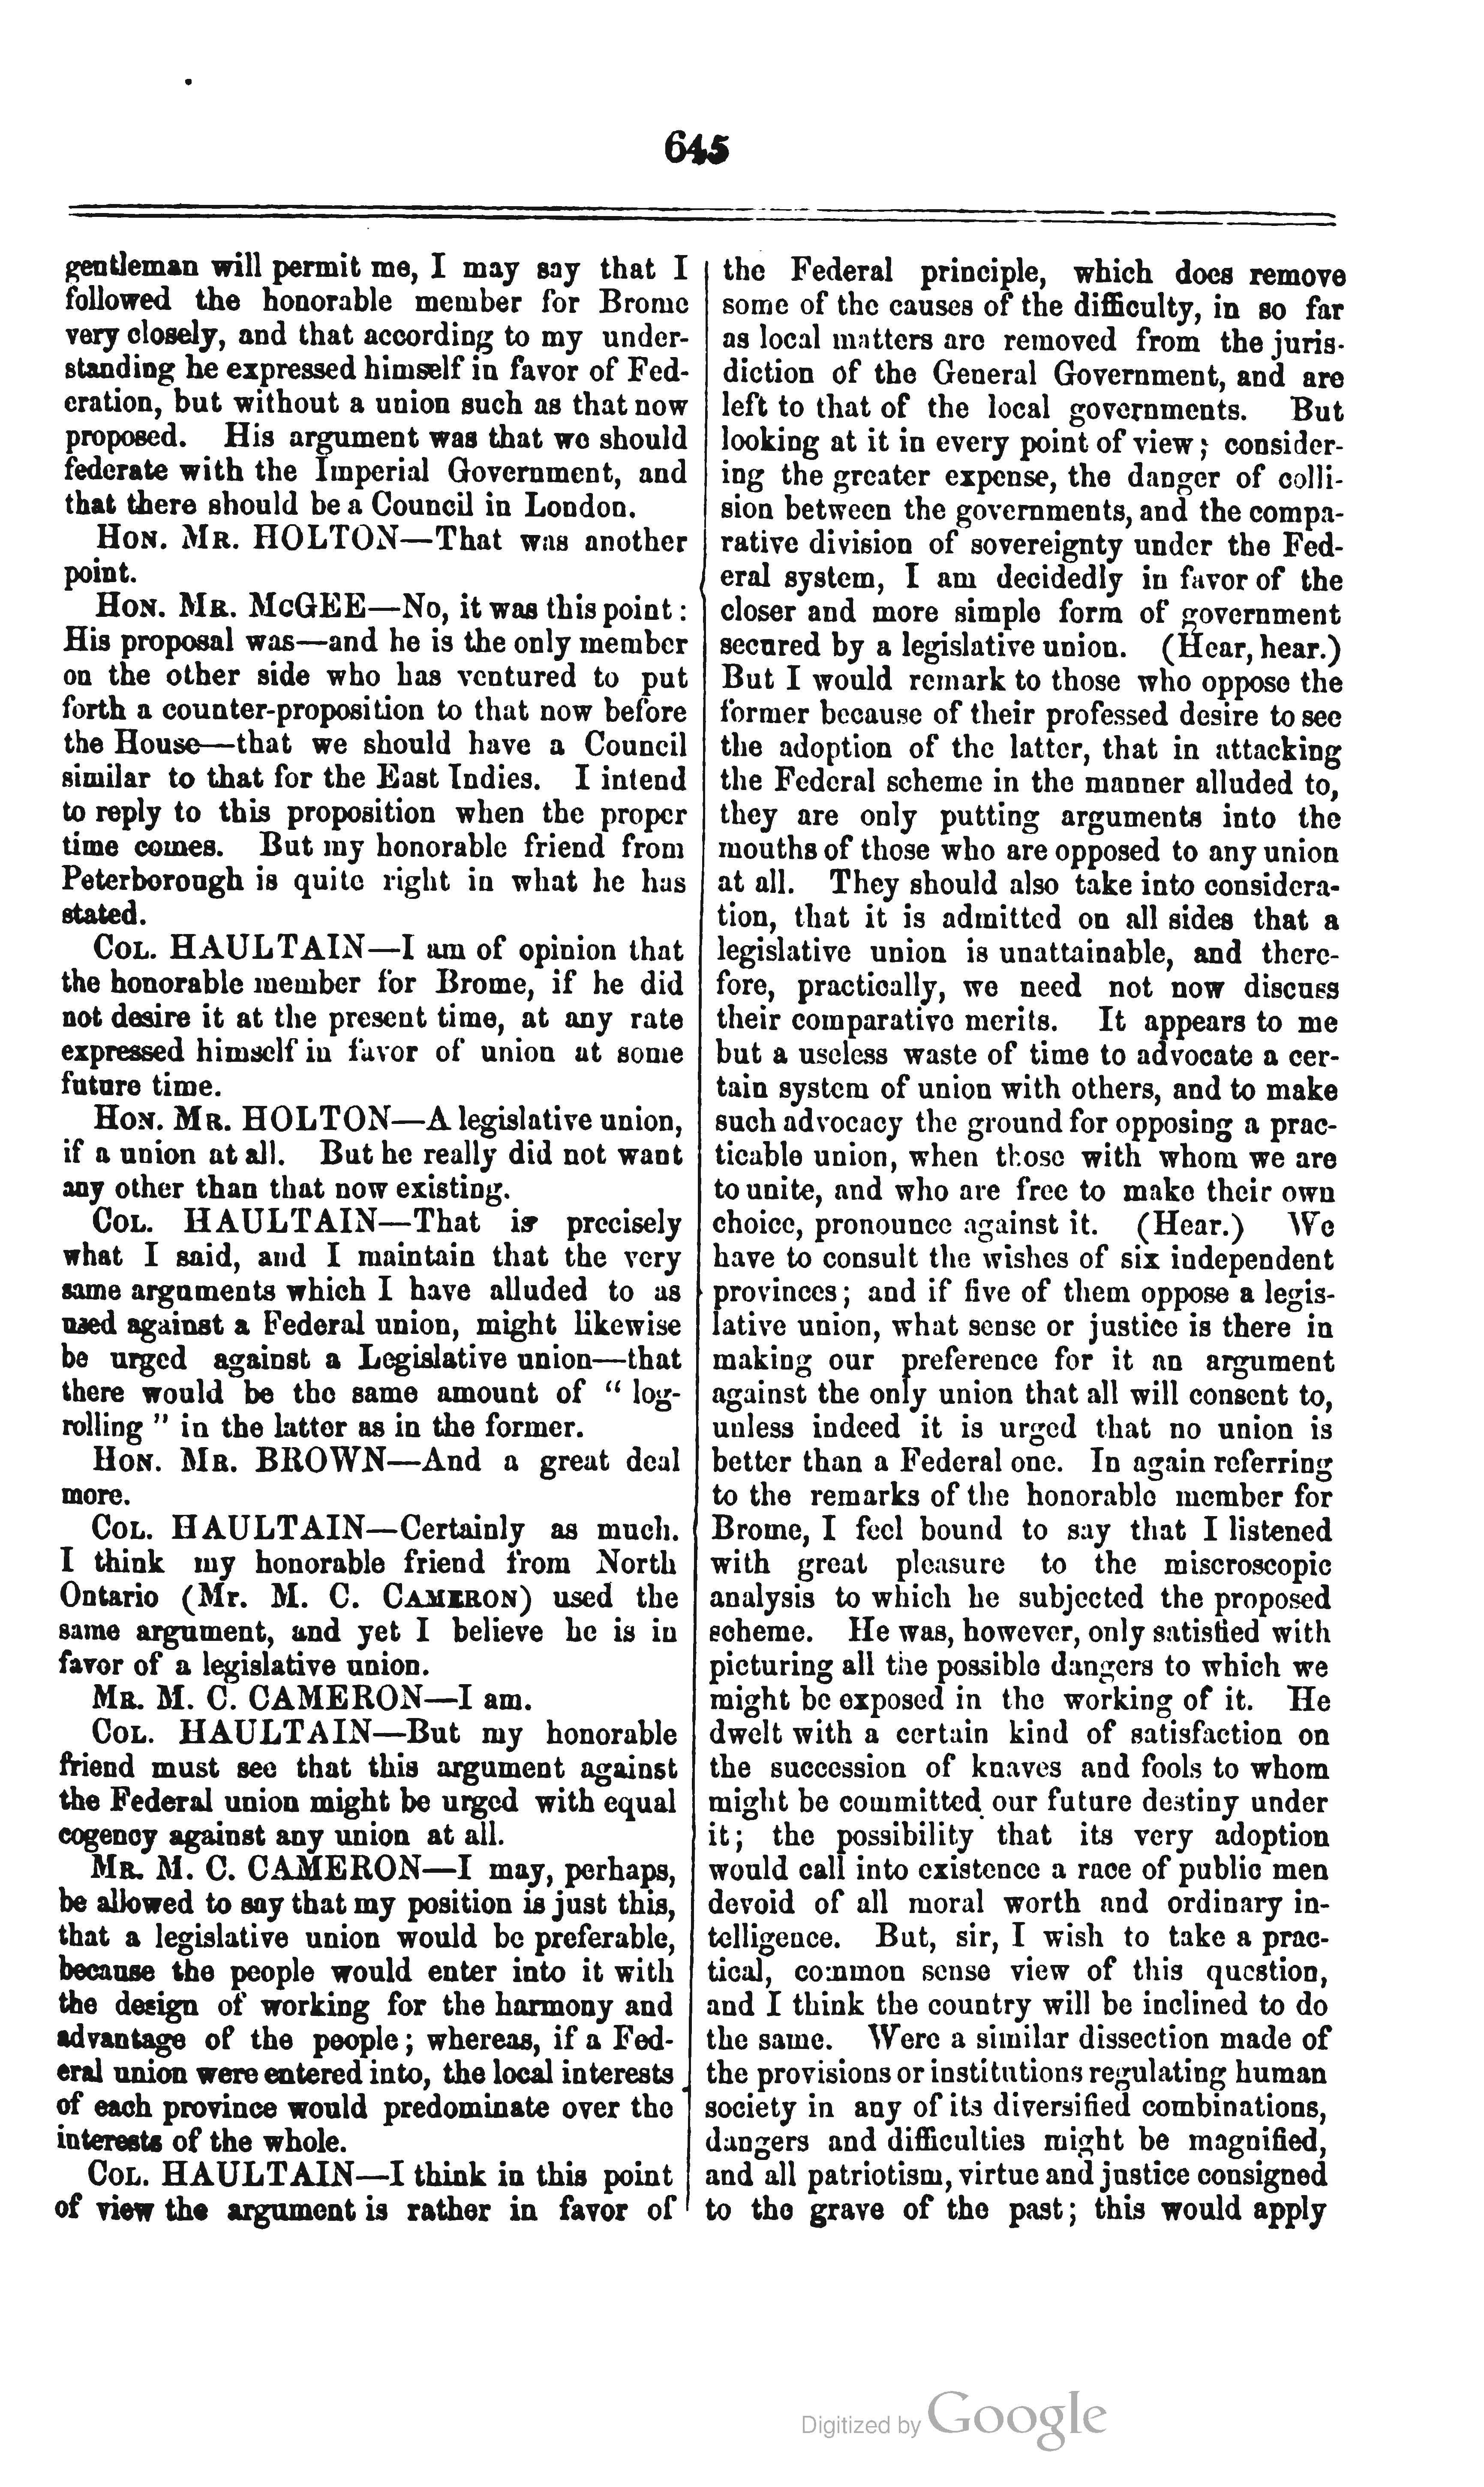 645
gentleman will permit me, I may say that I
followed the honorable member for Brome
very closely, and that according to my under-
standing he expressed himself in favor of Fed-
eration, but without a union such as that now
proposed. His argument was that we should
federate with the Imperial Government, and
that there should be a Council in London.
HON. MR. HOLTON—That was another
point.
HON. MR. McGEE—No, it was this point :
His proposal was—and he is the only member
on the other side who has ventured to put
forth a counter-proposition to that now before
the House—that we should have a Council
similar to that for the East Indies. I intend
to reply to this proposition when the proper
time comes. But my honorable friend from
Peterborough is quite right in what he has
stated.
COL. HAULTAIN—I am of opinion that
the honorable member for Brome, if he did
not desire it at the present time, at any rate
expressed himself in favor of union at some
future time.
HON. MR. HOLTON—A legislative union,
if a union at all. But he really did not want
any other than that now existing.
COL. HAULTAIN—That is precisely
what I said, and I maintain that the very
same arguments which I have alluded to as
used against a Federal union, might likewise
be urged against a Legislative union—that
there would be the same amount of " log-
rolling " in the latter as in the former.
HON. MR. BROWN—And a great deal
more.
COL. HAULTAIN—Certainly as much.
I think my honorable friend from North
Ontario (Mr. M. C. CAMERON) used the
same argument, and yet I believe he is in
favor of a legislative union.
MR. M. C. CAMERON—I am.
COL. HAULTAIN—But my honorable
friend must see that this argument against
the Federal union might be urged with equal
cogency against any union at all.
MR. M. C. CAMERON—I may, perhaps,
be allowed to say that my position is just this,
that a legislative union would be preferable,
because the people would enter into it with
the design of working for the harmony and
advantage of the people; whereas, if a Fed-
eral union were entered into, the local interests
of each province would predominate over the
interests of the whole.
COL. HAULTAIN—I think in this point
of view the argument is rather in favor of
the Federal principle, which does remove
some of the causes of the difficulty, in so far
as local matters are removed from the juris-
diction of the General Government, and are
left to that of the local governments. But
looking at it in every point of view; consider-
ing the greater expense, the danger of colli-
sion between the governments, and the compa-
rative division of sovereignty under the Fed-
eral system, I am decidedly in favor of the
closer and more simple form of government
secured by a legislative union. (Hear, hear.)
But I would remark to those who oppose the
former because of their professed desire to see
the adoption of the latter, that in attacking
the Federal scheme in the manner alluded to,
they are only putting arguments into the
mouths of those who are opposed to any union
at all. They should also take into considera-
tion, that it is admitted on all sides that a
legislative union is unattainable, and there-
fore, practically, we need not now discuss
their comparative merits. It appears to me
but a useless waste of time to advocate a cer-
tain system of union with others, and to make
such advocacy the ground for opposing a prac-
ticable union, when those with whom we are
to unite, and who are free to make their own
choice, pronounce against it. (Hear.) We
have to consult the wishes of six independent
provinces; and if five of them oppose a legis-
lative union, what sense or justice is there in
making our preference for it an argument
against the only union that all will consent to,
unless indeed it is urged that no union is
better than a Federal one. In again referring
to the remarks of the honorable member for
Brome, I feel bound to say that I listened
with great pleasure to the miscroscopic
analysis to which he subjected the proposed
scheme. He was, however, only satisfied with
picturing all the possible dangers to which we
might be exposed in the working of it. He
dwelt with a certain kind of satisfaction on
the succession of knaves and fools to whom
might be committed our future destiny under
it; the possibility that its very adoption
would call into existence a race of public men
devoid of all moral worth and ordinary in-
telligence. But, sir, I wish to take a prac-
tical, common sense view of this question,
and I think the country will be inclined to do
the same. Were a similar dissection made of
the provisions or institutions regulating human
society in any of its diversified combinations,
dangers and difficulties might be magnified,
and all patriotism, virtue and justice consigned
to the grave of the past; this would apply
Digitized by Google